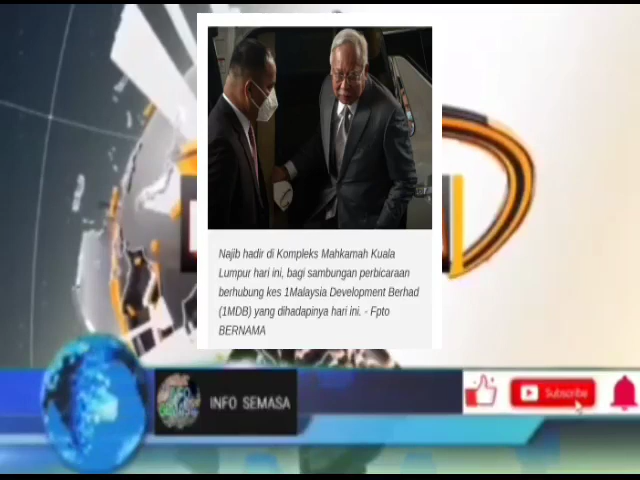 Najib hadir di Kompleks Mahkamah Kuala
Lumpur hari ini, bagi sambungan perbicaraan
berhubung kes 1Malaysia Development Berhad
(1MDB) yang dihadapinya hari ini. - Fpto
BERNAMA
INFO SEMASA
Subscribe